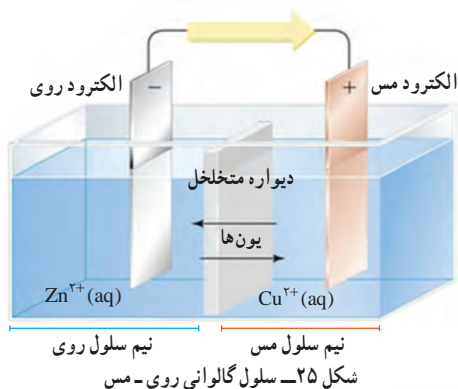 الکترود روی
الکترود مس
−
+
دیواره متخلخل
یون‌ها
Zn²⁺(aq)
Cu²⁺(aq)
نیم سلول مس
نیم سلول روی
شکل ۲۵ــ سلول گالوانی روی ـ مس